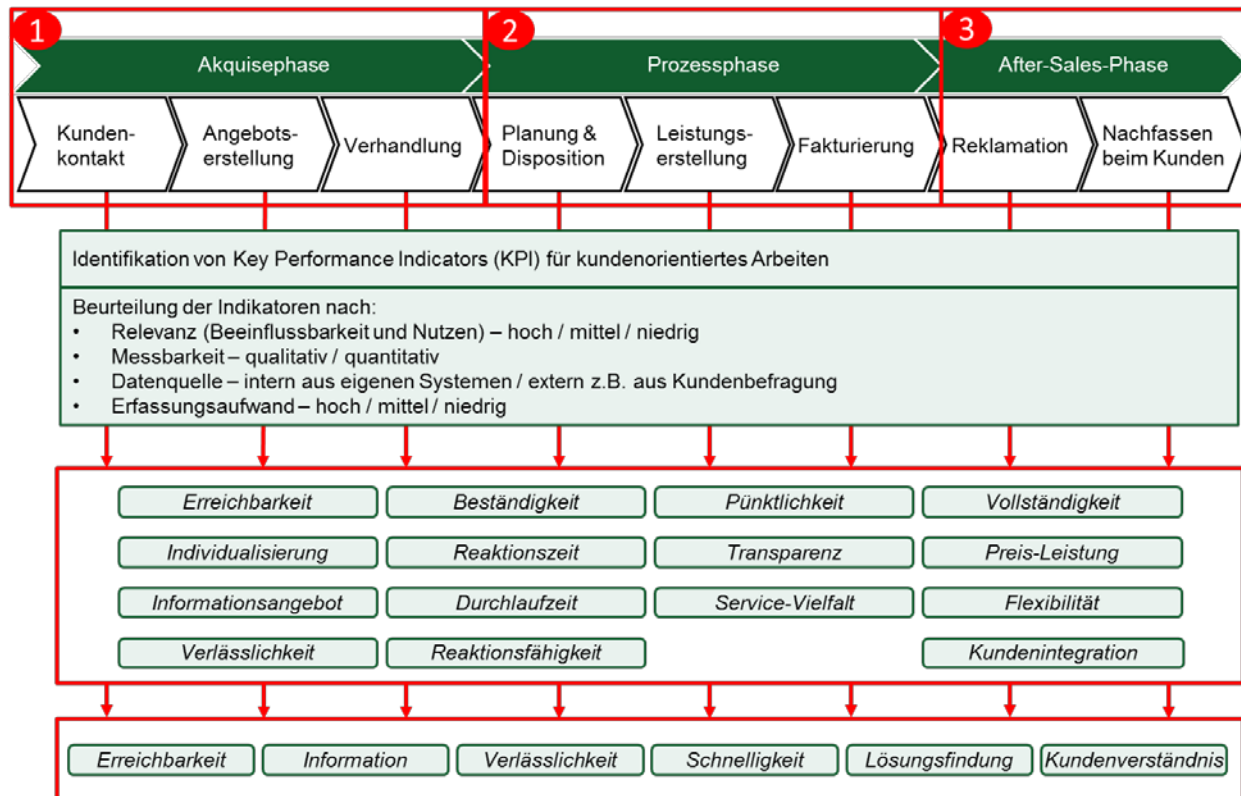 1
2
3
Akquisephase
Prozessphase
After-Sales-Phase
Kunden-
kontakt
Angebots-
erstellung
Verhandlung
Planung &
Disposition
Leistungs-
erstellung
Fakturierung
Reklamation
Nachfassen
beim Kunden
Identifikation von Key Performance Indicators (KPI) für kundenorientiertes Arbeiten
Beurteilung der Indikatoren nach:
• Relevanz (Beeinflussbarkeit und Nutzen) – hoch / mittel / niedrig
• Messbarkeit – qualitativ / quantitativ
• Datenquelle – intern aus eigenen Systemen / extern z.B. aus Kundenbefragung
• Erfassungsaufwand – hoch / mittel / niedrig
Erreichbarkeit
Beständigkeit
Pünktlichkeit
Vollständigkeit
Individualisierung
Reaktionszeit
Transparenz
Preis-Leistung
Informationsangebot
Durchlaufzeit
Service-Vielfalt
Flexibilität
Verlässlichkeit
Reaktionsfähigkeit
Kundenintegration
Erreichbarkeit
Information
Verlässlichkeit
Schnelligkeit
Lösungsfindung
Kundenverständnis